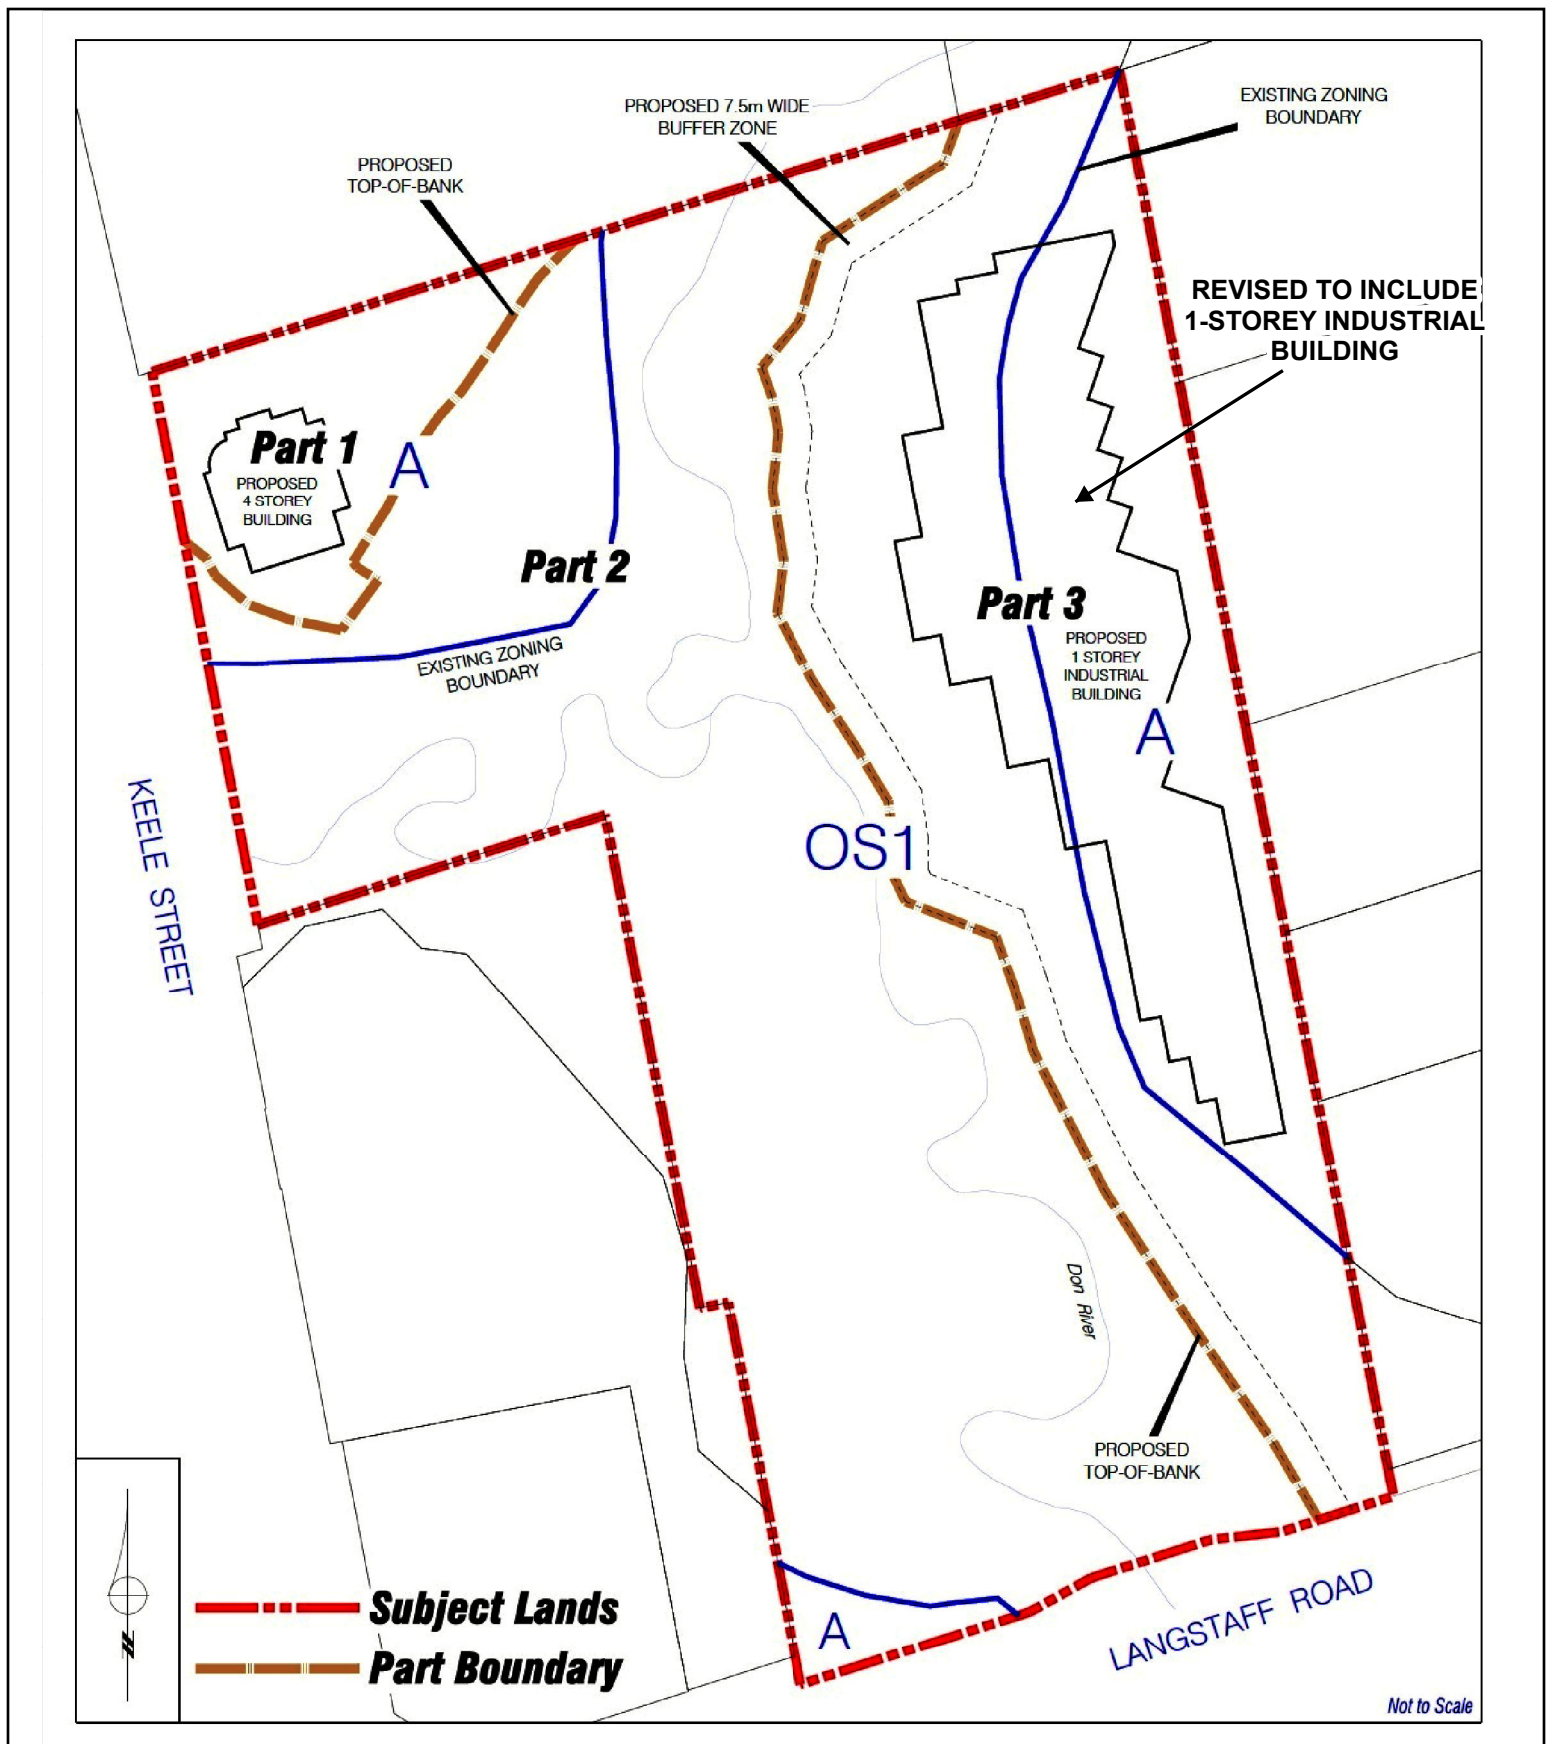 PROPOSED 7.5m WIDE
BUFFER ZONE
EXISTING ZONING
BOUNDARY
PROPOSED
TOP-OF-BANK
REVISED TO INCLUDE
1-STOREY INDUSTRIAL
BUILDING
Part 1
PROPOSED
4 STOREY
BUILDING
A
Part 2
EXISTING ZONING
BOUNDARY
Part 3
PROPOSED
1 STOREY
INDUSTRIAL
BUILDING
A
KEELE STREET
OS1
Don River
PROPOSED
TOP-OF-BANK
A
LANGSTAFF ROAD
N
Subject Lands
Part Boundary
Not to Scale